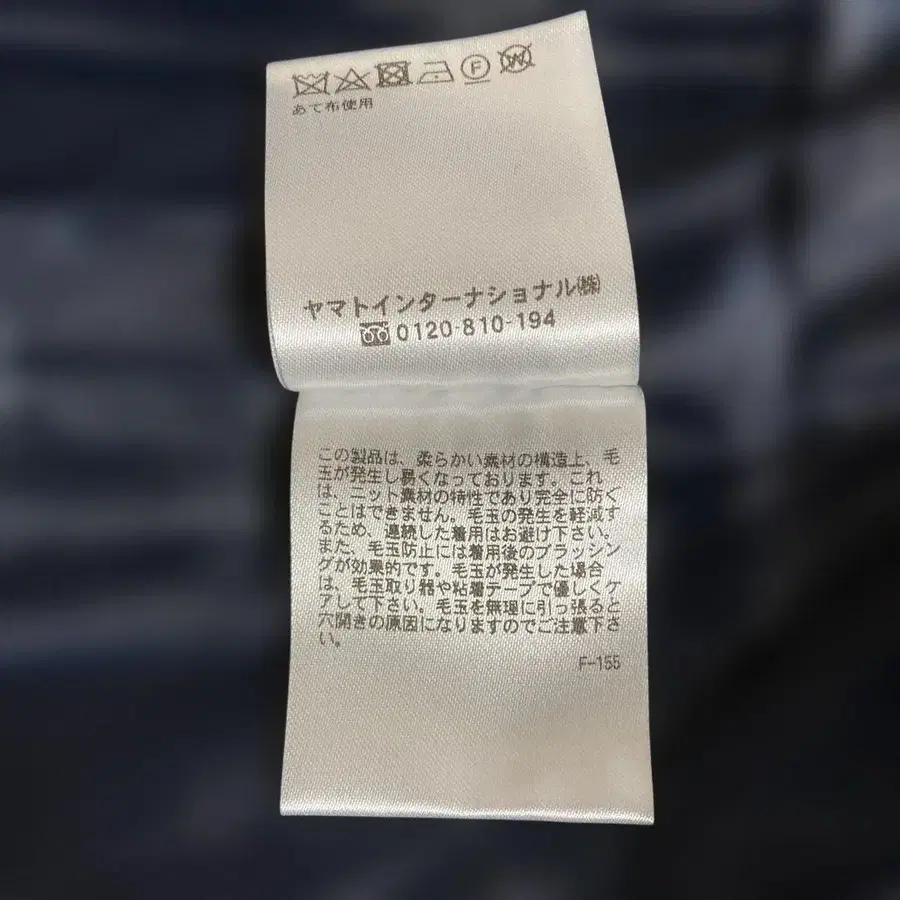 F
W
あて布使用
ヤマトインターナショナル㈱
0120-810-194
この製品は、柔らかい素材の構造上、毛
玉が発生し易くなっております。これ
は、ニット素材の特性であり完全に防ぐ
ことはできません。毛玉の発生を軽減す
るため、連続した着用はお避け下さい。
また、毛玉防止には着用後のブラッシン
グが効果的です。毛玉が発生した場合
は、毛玉取り器や粘着テープで優しくケ
アして下さい。毛玉を無理に引っ張ると
穴開きの原因になりますのでご注意下さ
い。
F-155